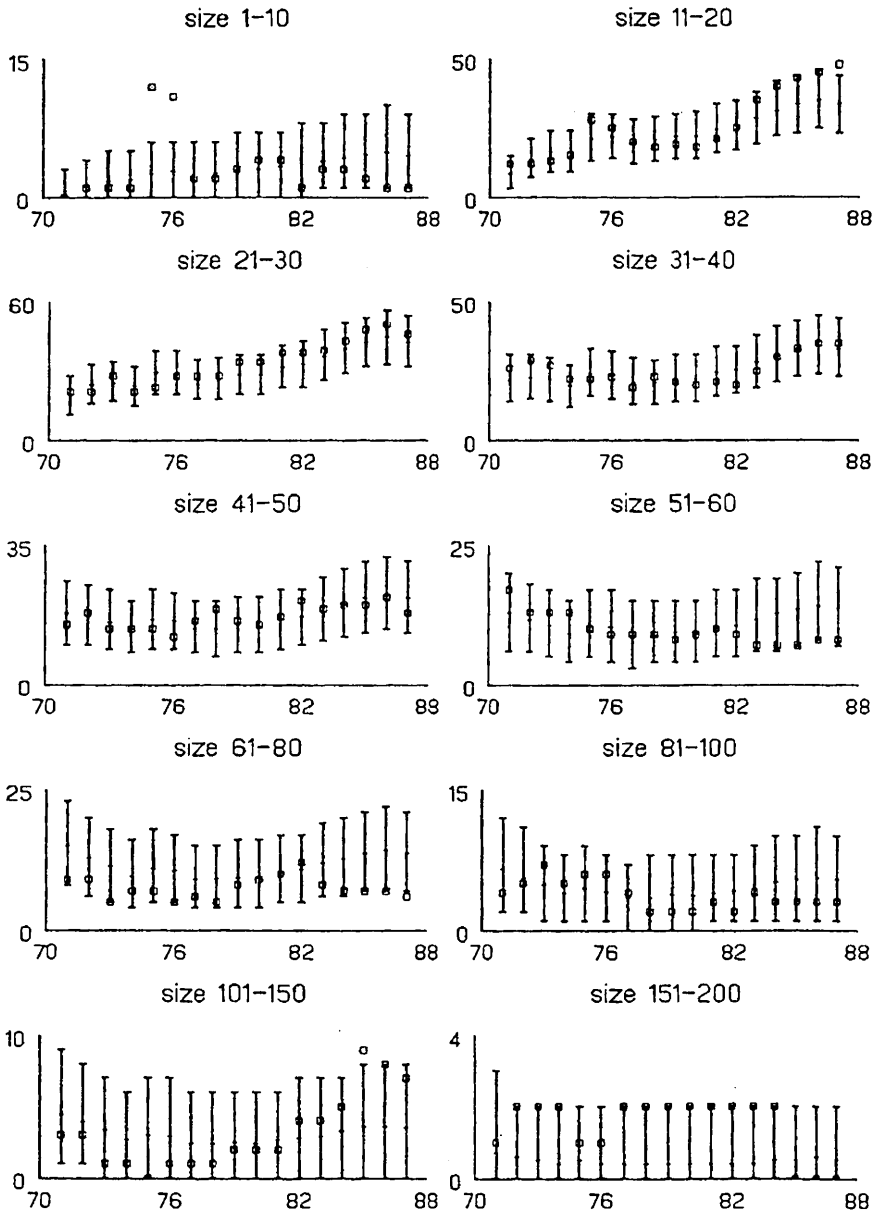 size 1-10
size 11-20
15
50
0
0
70 76 82 88
70 76 82 88
size 21-30
size 31-40
60
50
0
0
70 76 82 88
70 76 82 88
size 41-50
size 51-60
35
25
0
0
70 76 82 88
70 76 82 88
size 61-80
size 81-100
25
15
0
0
70 76 82 88
70 76 82 88
size 101-150
size 151-200
10
4
0
0
70 76 82 88
70 76 82 88